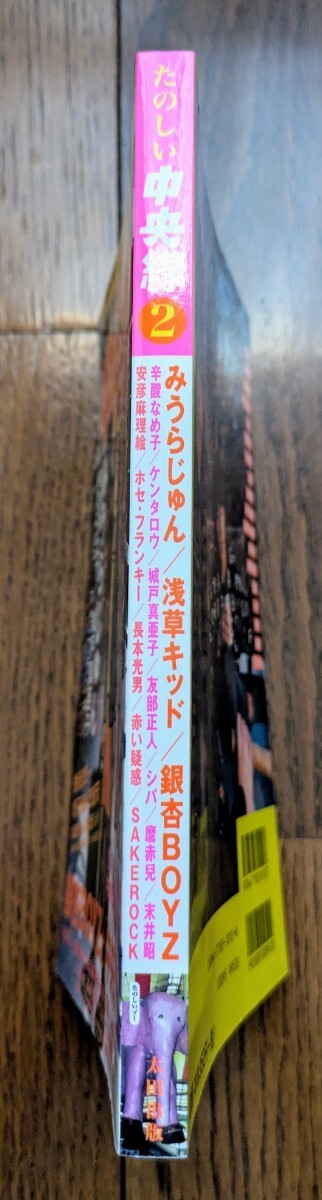 たのしい
中央線
2
みうらじゅん/浅草キッド/銀杏BOYZ
辛酸なめ子/ケンタロウ/城戸真亜子/友部正人/シバ/麿赤兒/末井昭
安彦麻理絵/ホセ・フランキー/長本光男/赤い疑惑/SAKEROCK
たのしいゾー
太田出版